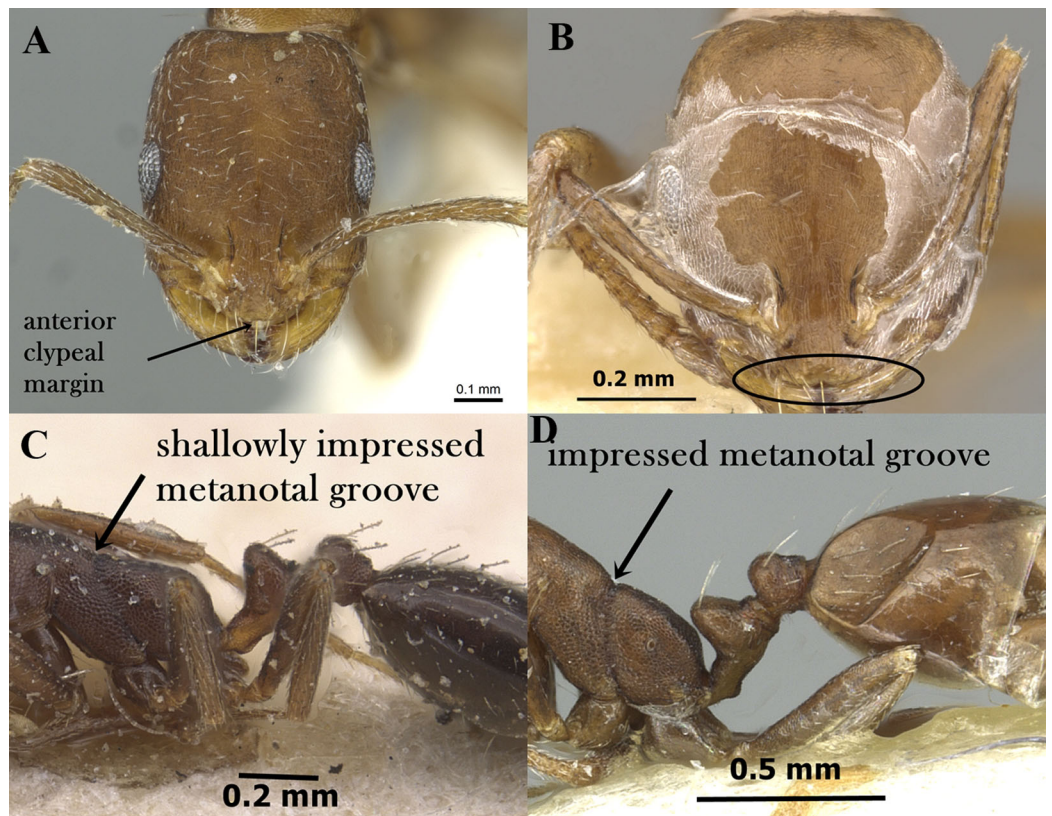 A
B
anterior
clypeal
margin
0.1 mm
0.2 mm
C
shallowly impressed
metanotal groove
0.2 mm
D
impressed metanotal groove
0.5 mm